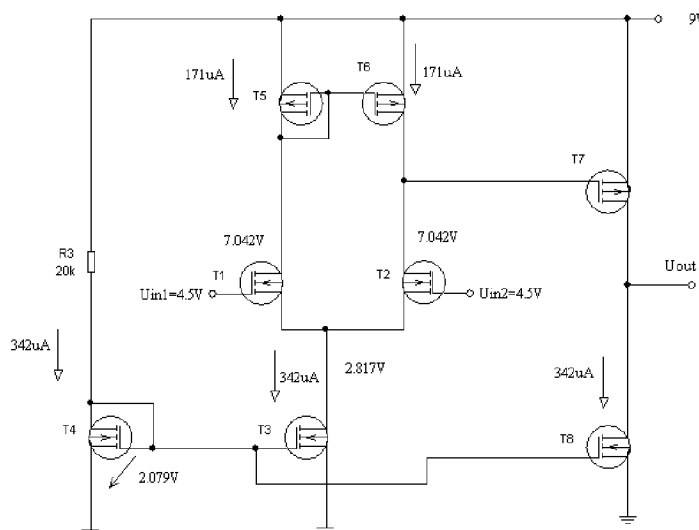 9V
171uA
T5
T6
171uA
T7
7.042V
7.042V
R3
20k
T1
T2
Uout
Uin1=4.5V
Uin2=4.5V
342uA
342uA
2.817V
342uA
T4
T3
T8
2.079V